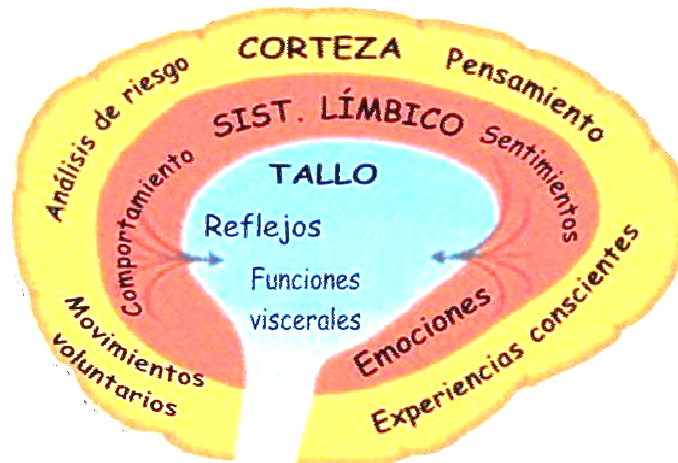 CORTEZA
Pensamiento
Análisis de riesgo
SIST. LÍMBICO
Sentimientos
Comportamiento
TALLO
Reflejos
Funciones
viscerales
Emociones
Movimientos
voluntarios
Experiencias conscientes